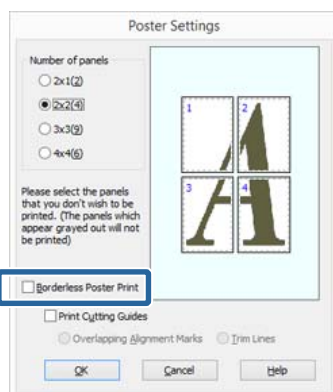 Poster Settings
Number of panels
2x1(2)
2x2(4)
3x3(9)
4x4(6)
1
2
3
4
Please select the panels
that you don't wish to be
printed. (The panels which
appear grayed out will not
be printed)
Borderless Poster Print
Print Cutting Guides
Overlapping Alignment Marks
Trim Lines
OK
Cancel
Help